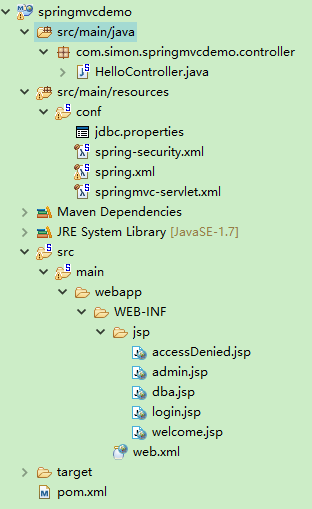 springmvcdemo
src/main/java
com.simon.springmvcdemo.controller
HelloController.java
src/main/resources
conf
jdbc.properties
spring-security.xml
spring.xml
springmvc-servlet.xml
Maven Dependencies
JRE System Library [JavaSE-1.7]
src
main
webapp
WEB-INF
jsp
accessDenied.jsp
admin.jsp
dba.jsp
login.jsp
welcome.jsp
web.xml
target
pom.xml